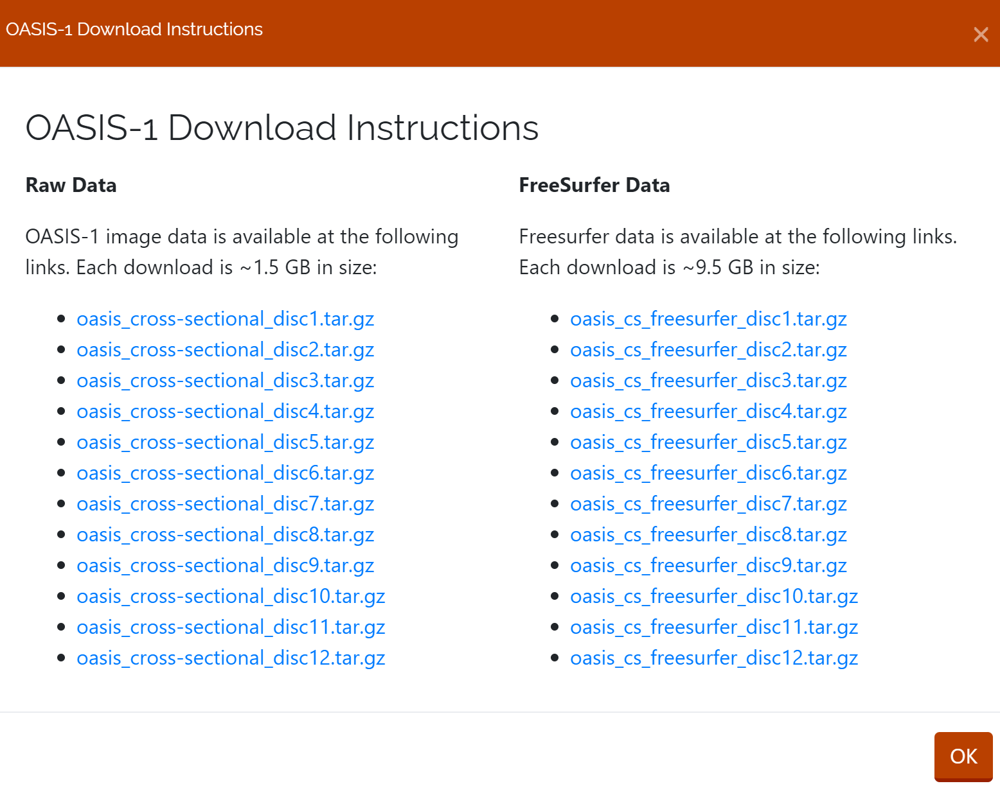 OASIS-1 Download Instructions
×
OASIS-1 Download Instructions
Raw Data
OASIS-1 image data is available at the following
links. Each download is ~1.5 GB in size:
oasis_cross-sectional_disc1.tar.gz
oasis_cross-sectional_disc2.tar.gz
oasis_cross-sectional_disc3.tar.gz
oasis_cross-sectional_disc4.tar.gz
oasis_cross-sectional_disc5.tar.gz
oasis_cross-sectional_disc6.tar.gz
oasis_cross-sectional_disc7.tar.gz
oasis_cross-sectional_disc8.tar.gz
oasis_cross-sectional_disc9.tar.gz
oasis_cross-sectional_disc10.tar.gz
oasis_cross-sectional_disc11.tar.gz
oasis_cross-sectional_disc12.tar.gz
FreeSurfer Data
Freesurfer data is available at the following links.
Each download is ~9.5 GB in size:
oasis_cs_freesurfer_disc1.tar.gz
oasis_cs_freesurfer_disc2.tar.gz
oasis_cs_freesurfer_disc3.tar.gz
oasis_cs_freesurfer_disc4.tar.gz
oasis_cs_freesurfer_disc5.tar.gz
oasis_cs_freesurfer_disc6.tar.gz
oasis_cs_freesurfer_disc7.tar.gz
oasis_cs_freesurfer_disc8.tar.gz
oasis_cs_freesurfer_disc9.tar.gz
oasis_cs_freesurfer_disc10.tar.gz
oasis_cs_freesurfer_disc11.tar.gz
oasis_cs_freesurfer_disc12.tar.gz
OK